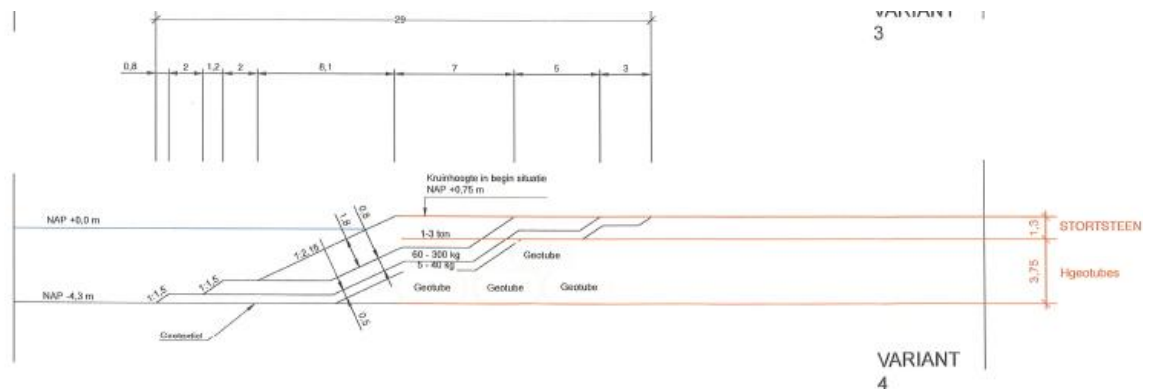 VARIANT
3
29
0,8 2 1,2 2 8,1 7 5 3
Kruinhoogte in begin situatie
NAP +0,75 m
NAP +0,0 m
1,8 0,8
1,3 STORTSTEEN
1-3 ton
1:2,15
60 - 300 kg
Geotube
5 - 40 kg
3,75 Hgeotubes
1:1,5 1:1,5
Geotube Geotube Geotube
NAP -4,3 m
0,5
VARIANT
4